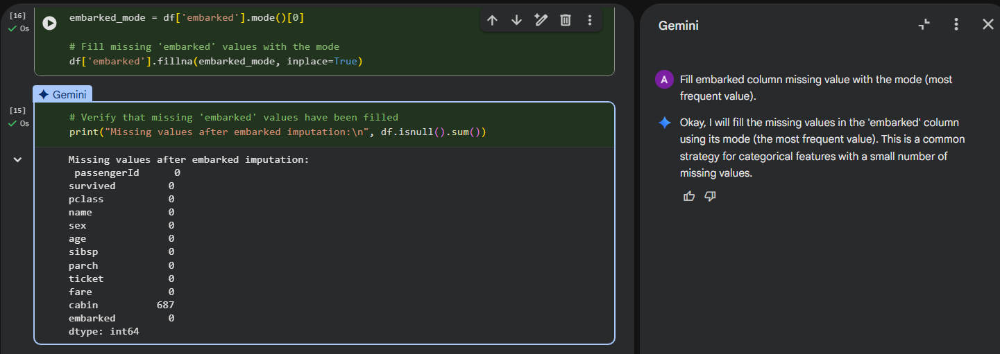 [16]
0s
embarked_mode = df['embarked'].mode()[0]
# Fill missing 'embarked' values with the mode
df['embarked'].fillna(embarked_mode, inplace=True)
Gemini
[15]
0s
# Verify that missing 'embarked' values have been filled
print("Missing values after embarked imputation:\n", df.isnull().sum())
Missing values after embarked imputation:
passengerId 0
survived 0
pclass 0
name 0
sex 0
age 0
sibsp 0
parch 0
ticket 0
fare 0
cabin 687
embarked 0
dtype: int64
Gemini
A
Fill embarked column missing value with the mode (most
frequent value).
Okay, I will fill the missing values in the 'embarked' column
using its mode (the most frequent value). This is a common
strategy for categorical features with a small number of
missing values.